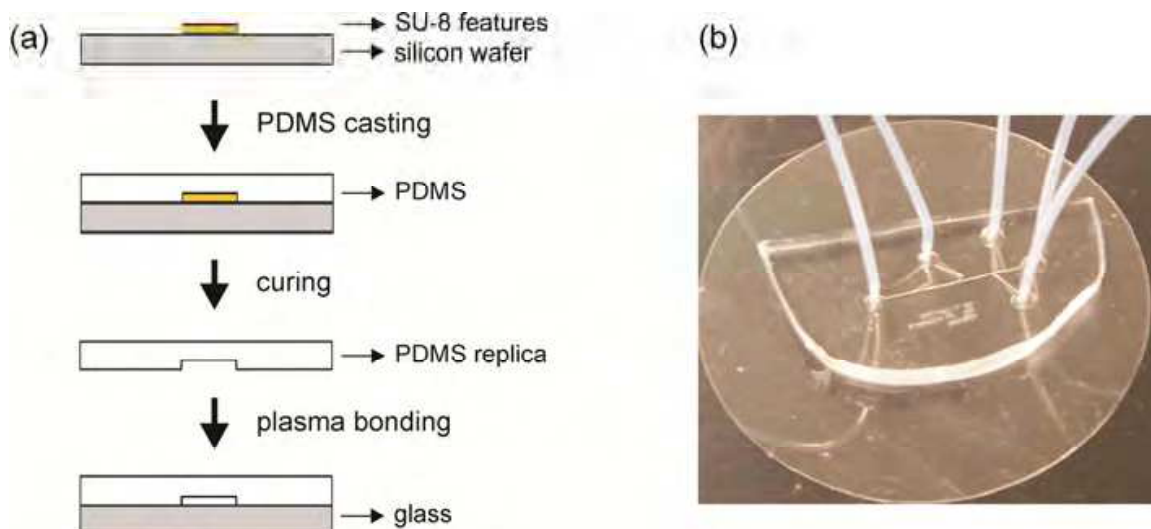 (a)
SU-8 features
silicon wafer
PDMS casting
PDMS
curing
PDMS replica
plasma bonding
glass
(b)